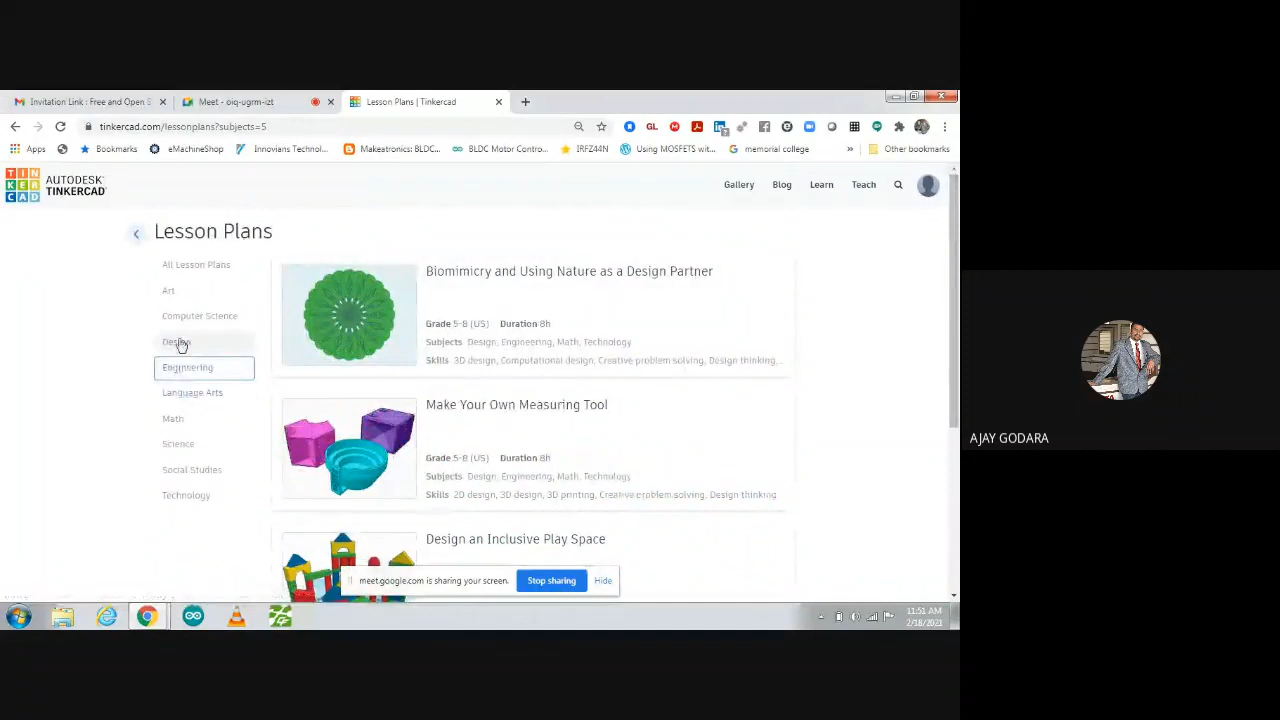 Invitation Link : Free and Open S
Meet - oiq-ugrm-izt
Lesson Plans | Tinkercad
tinkercad.com/lessonplans?subjects=5
Apps
Bookmarks
eMachineShop
Innovians Technol...
Makeatronics: BLDC...
BLDC Motor Contro...
IRFZ44N
Using MOSFETS wit...
memorial college
»
Other bookmarks
TIN
KER
CAD
AUTODESK
TINKERCAD
Gallery
Blog
Learn
Teach
Lesson Plans
All Lesson Plans
Art
Computer Science
Design
Engineering
Language Arts
Math
Science
Social Studies
Technology
Biomimicry and Using Nature as a Design Partner
Grade 5-8 (US) Duration 8h
Subjects Design, Engineering, Math, Technology
Skills 3D design, Computational design, Creative problem solving, Design thinking,...
Make Your Own Measuring Tool
Grade 5-8 (US) Duration 8h
Subjects Design, Engineering, Math, Technology
Skills 2D design, 3D design, 3D printing, Creative problem solving, Design thinking
Design an Inclusive Play Space
meet.google.com is sharing your screen.
Stop sharing
Hide
11:51 AM
2/18/2021
AJAY GODARA